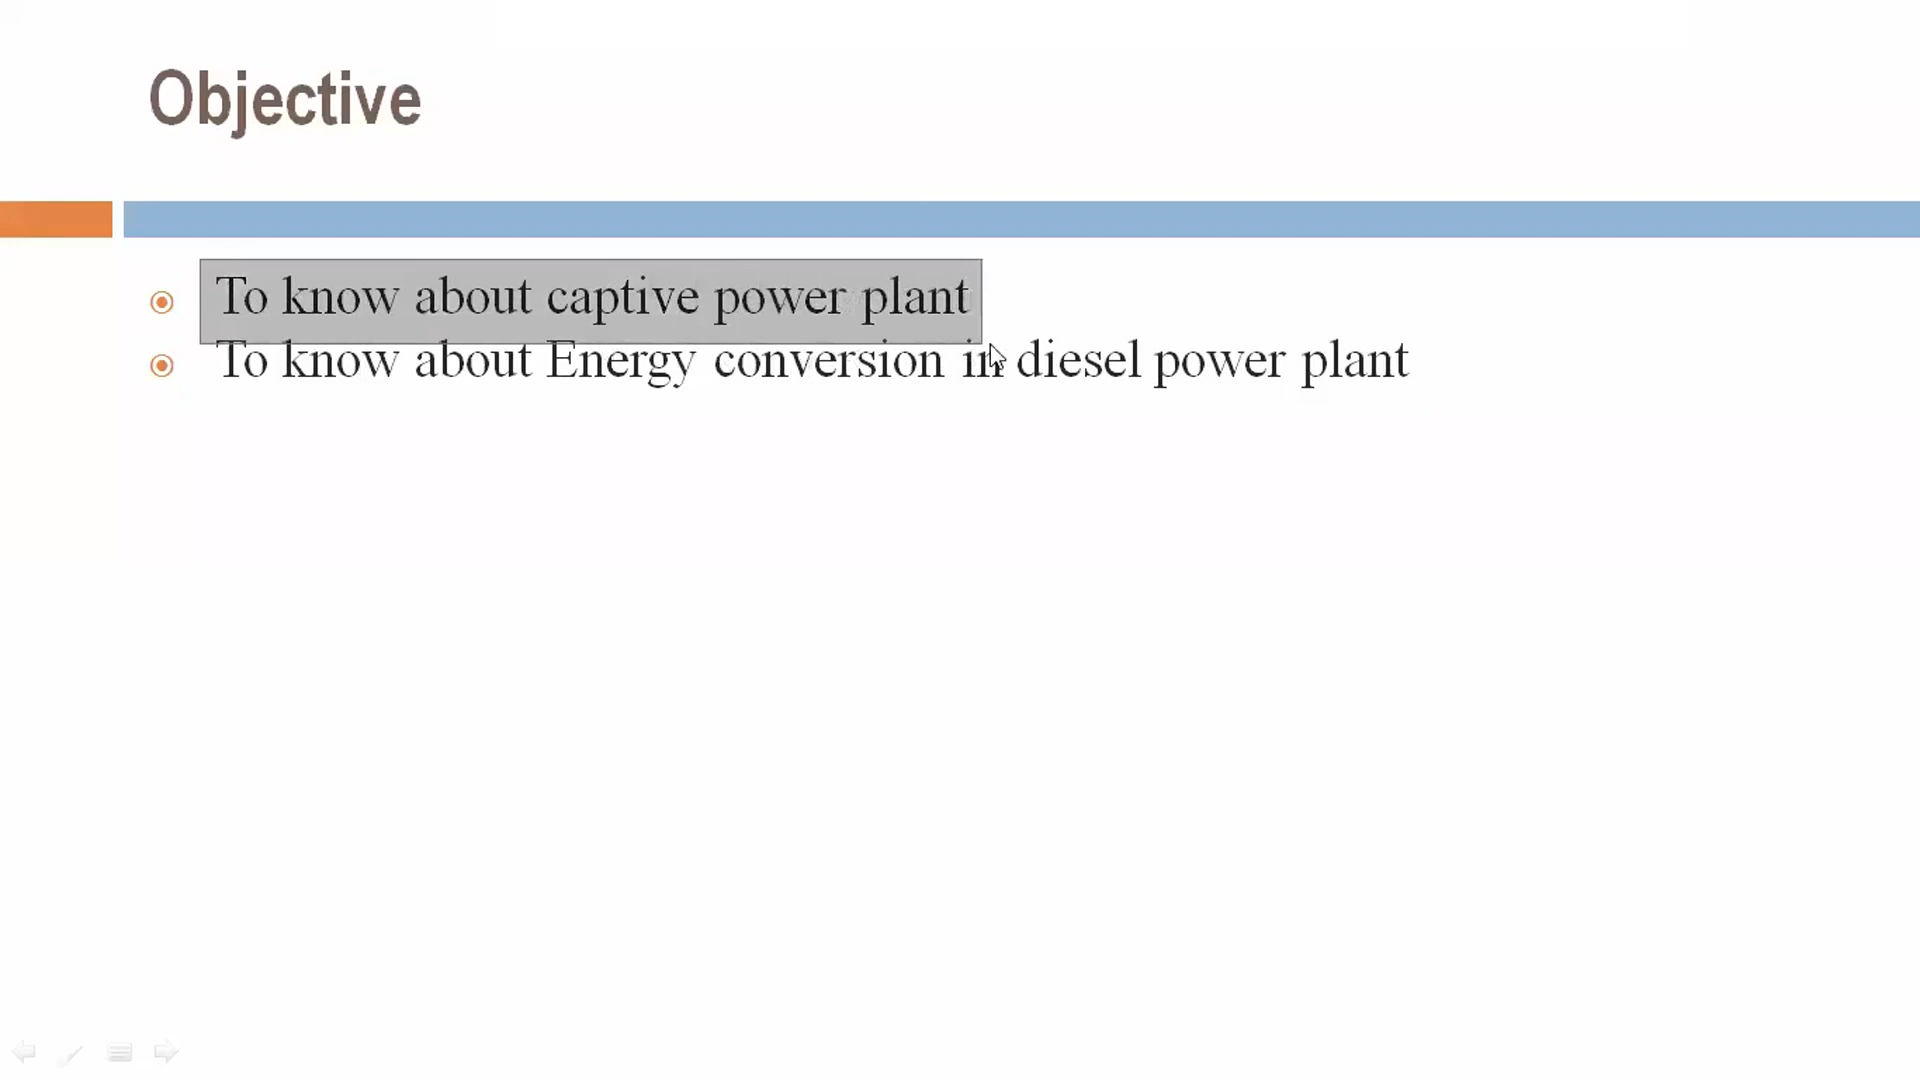 Objective
To know about captive power plant
To know about Energy conversion in diesel power plant